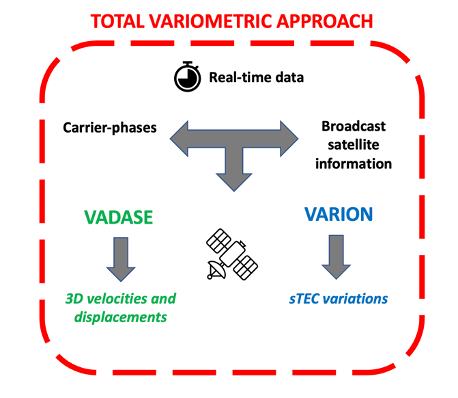 TOTAL VARIOMETRIC APPROACH
Real-time data
Carrier-phases
Broadcast
satellite
information
VADASE
VARION
3D velocities and
displacements
sTEC variations